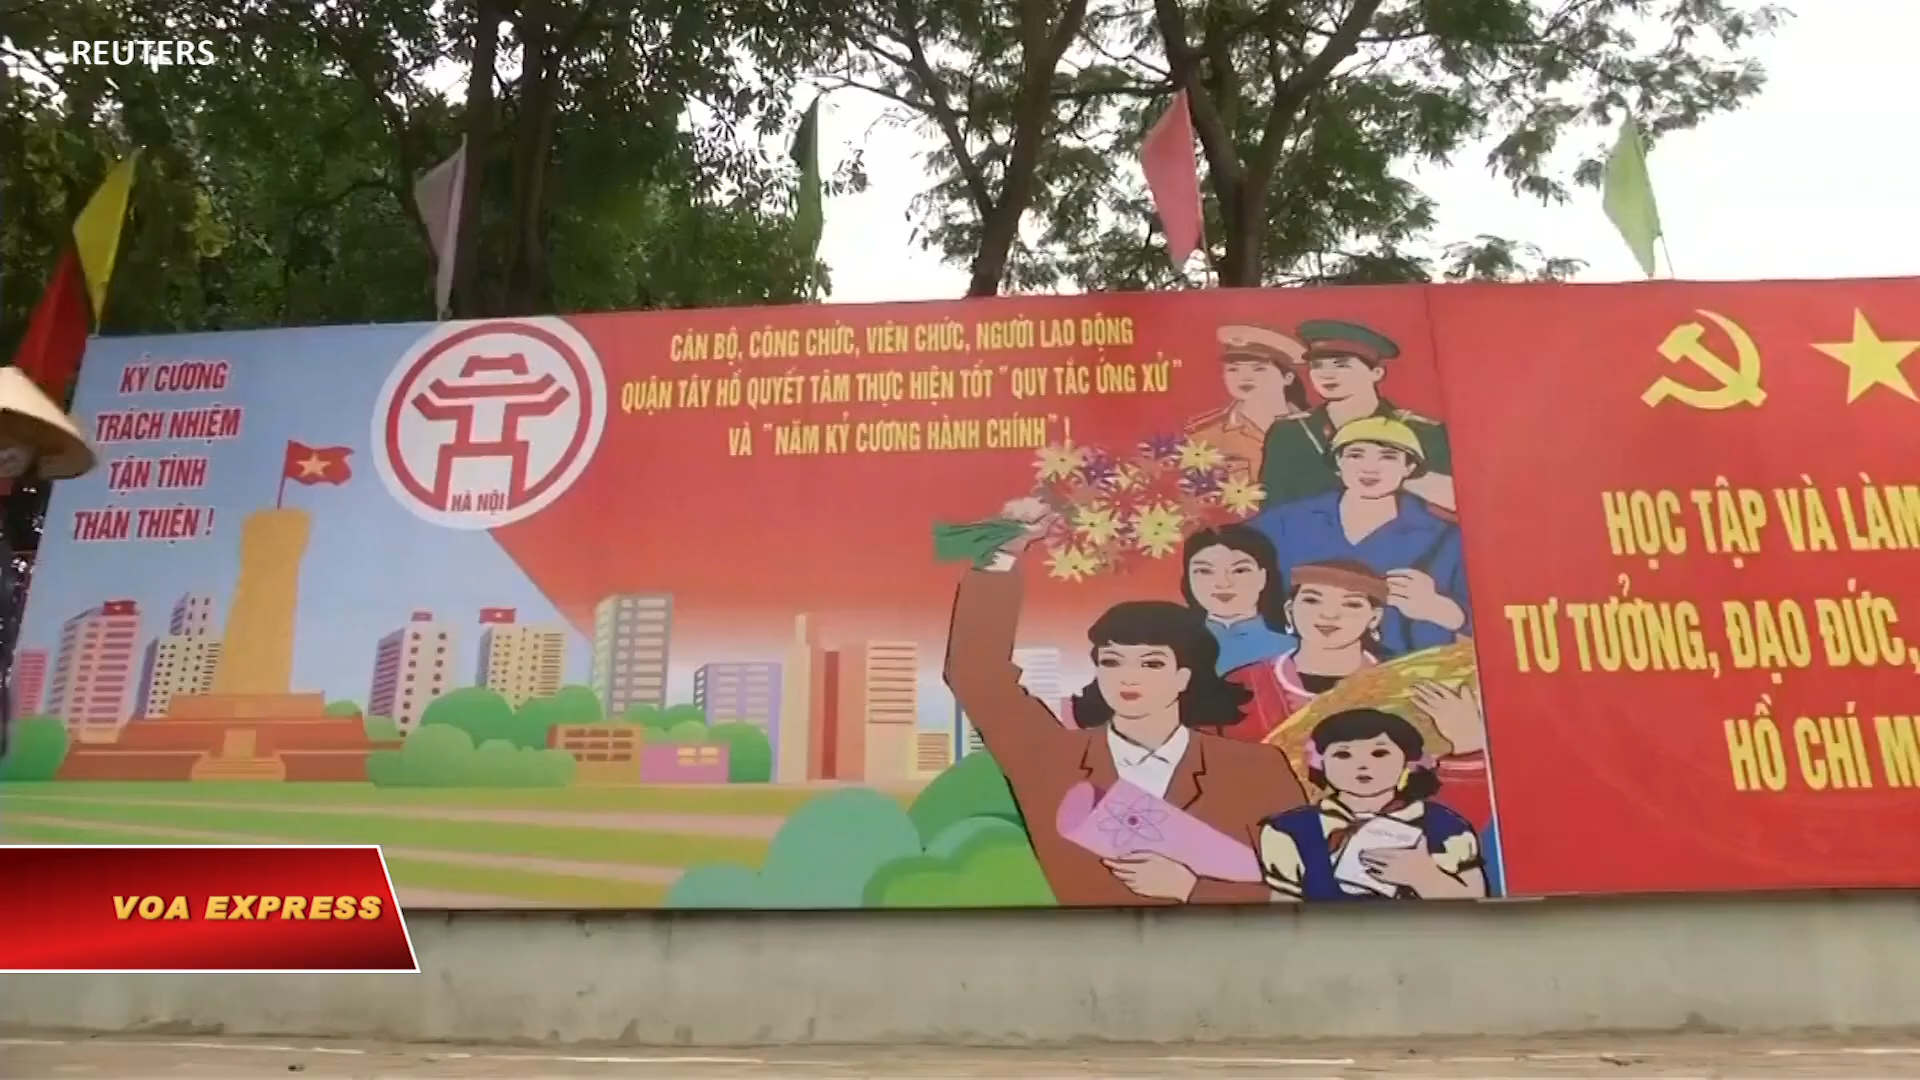 REUTERS
KỶ CƯƠNG
TRÁCH NHIỆM
TẬN TÌNH
THÂN THIỆN !
HÀ NỘI
CÁN BỘ, CÔNG CHỨC, VIÊN CHỨC, NGƯỜI LAO ĐỘNG
QUẬN TÂY HỒ QUYẾT TÂM THỰC HIỆN TỐT "QUY TẮC ỨNG XỬ"
VÀ "NĂM KỶ CƯƠNG HÀNH CHÍNH" !
HỌC TẬP VÀ LÀM
TƯ TƯỞNG, ĐẠO ĐỨC,
HỒ CHÍ M
VOA EXPRESS